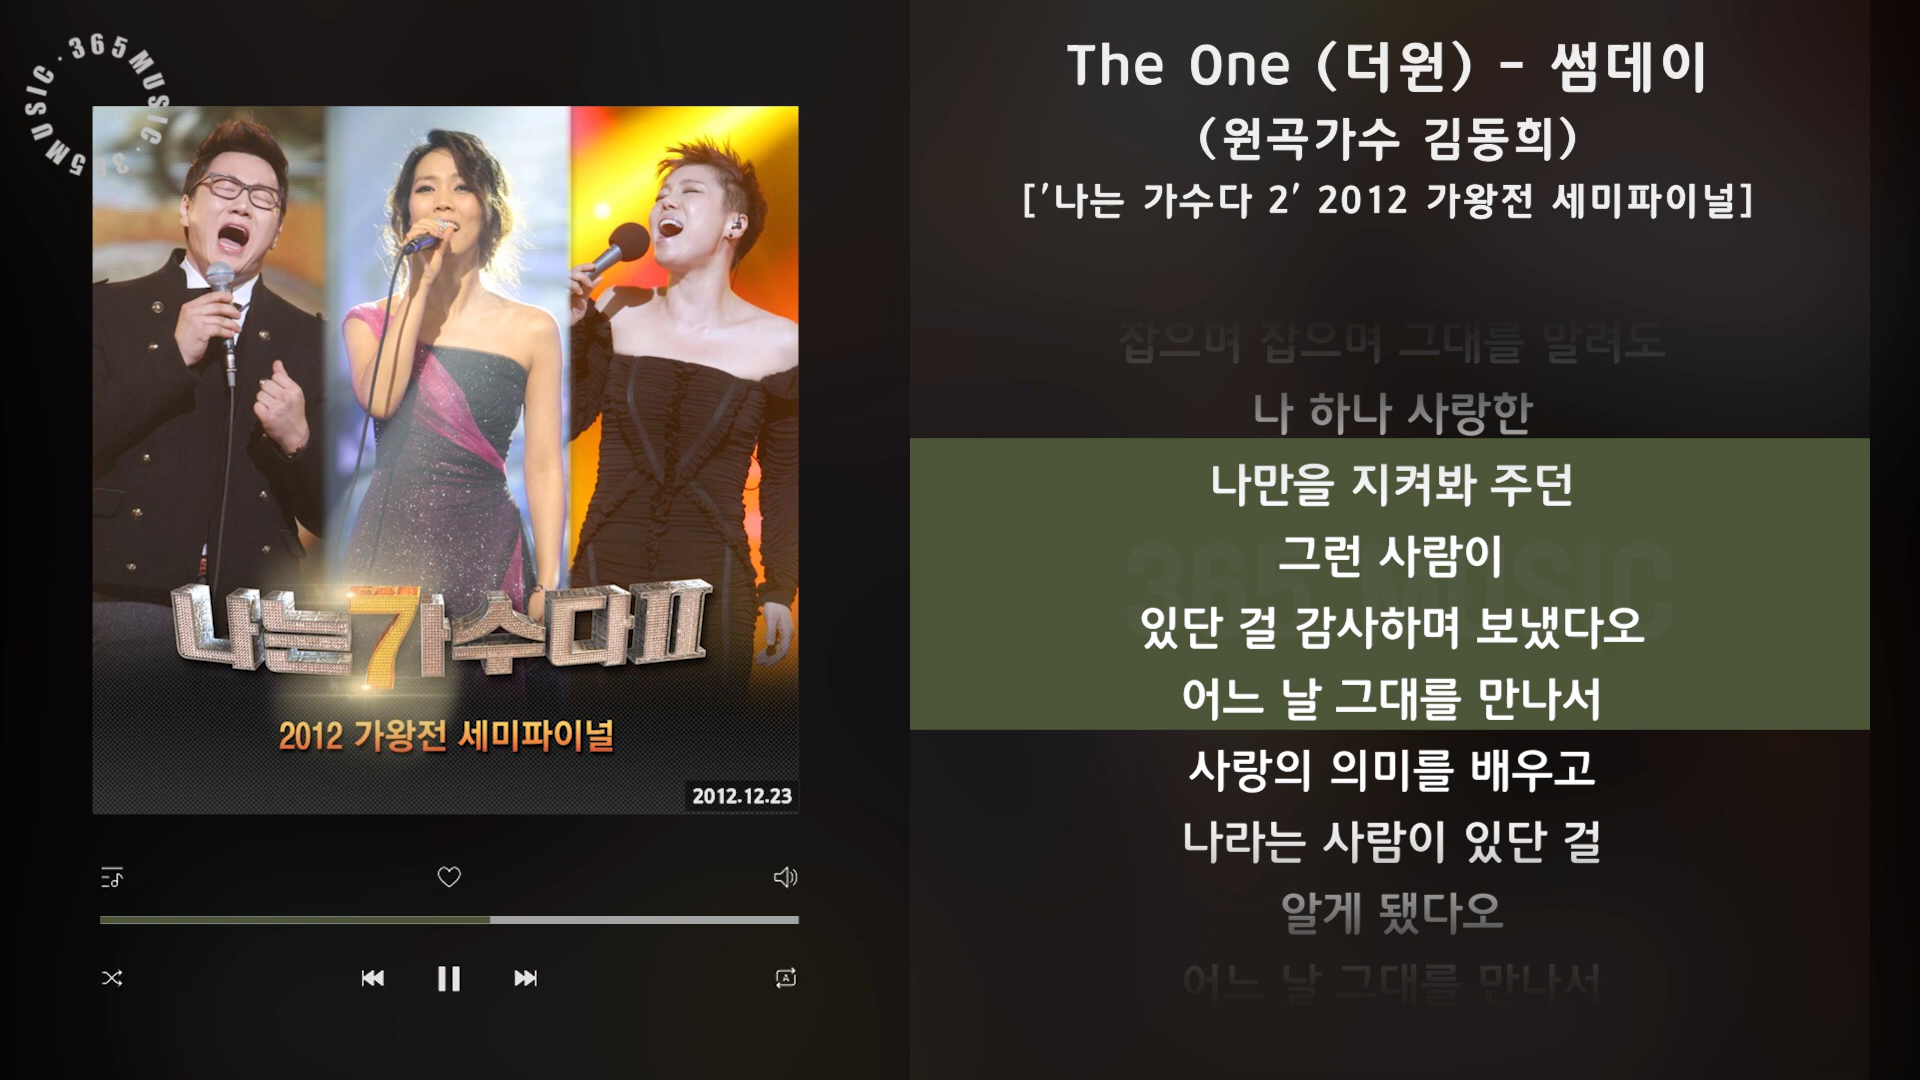 365MUSIC · 365MUSIC ·
The One (더원) - 썸데이
(원곡가수 김동희)
['나는 가수다 2' 2012 가왕전 세미파이널]
나는 7가수다 II
2012 가왕전 세미파이널
2012.12.23
잡으며 잡으며 그대를 말려도
나 하나 사랑한
나만을 지켜봐 주던
그런 사람이
365 MUSIC
있단 걸 감사하며 보냈다오
어느 날 그대를 만나서
사랑의 의미를 배우고
나라는 사람이 있단 걸
알게 됐다오
어느 날 그대를 만나서
A